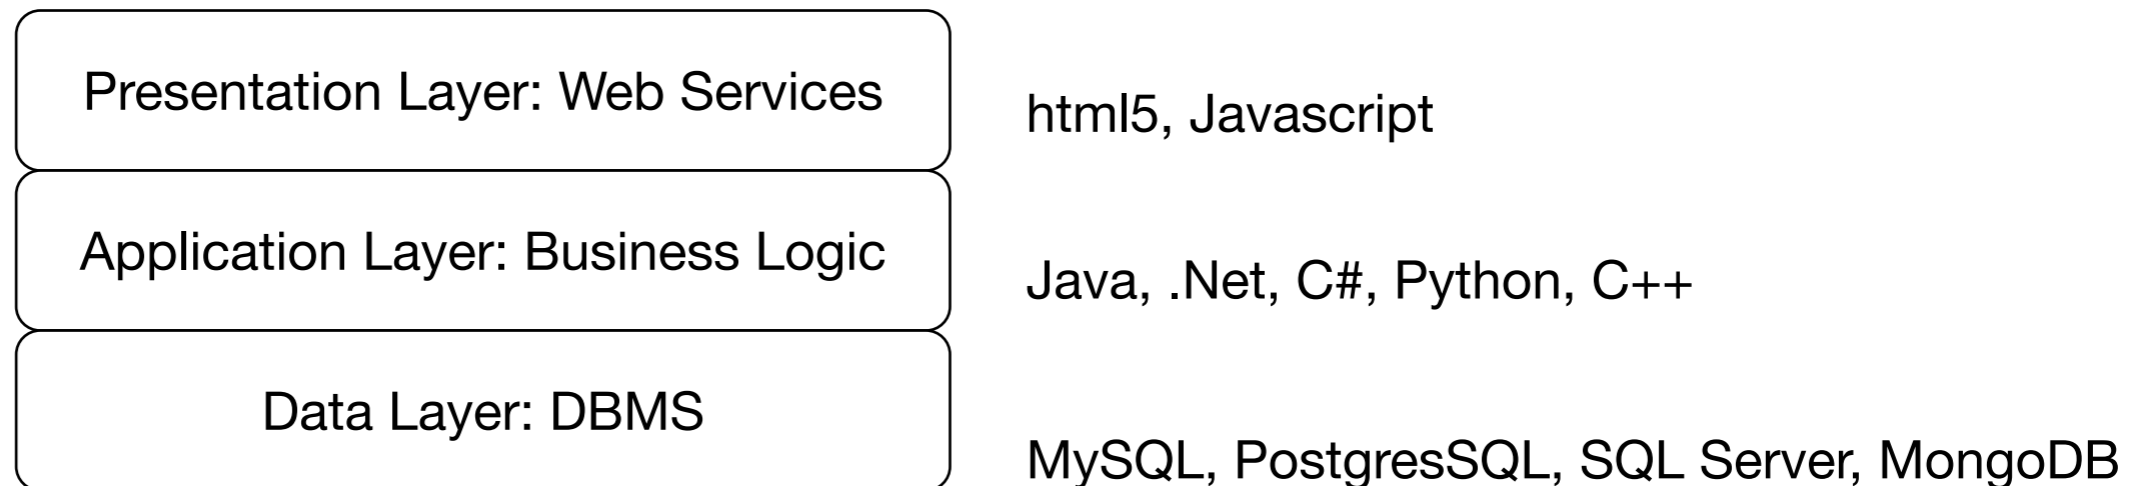 Presentation Layer: Web Services
html5, Javascript
Application Layer: Business Logic
Java, .Net, C#, Python, C++
Data Layer: DBMS
MySQL, PostgresSQL, SQL Server, MongoDB